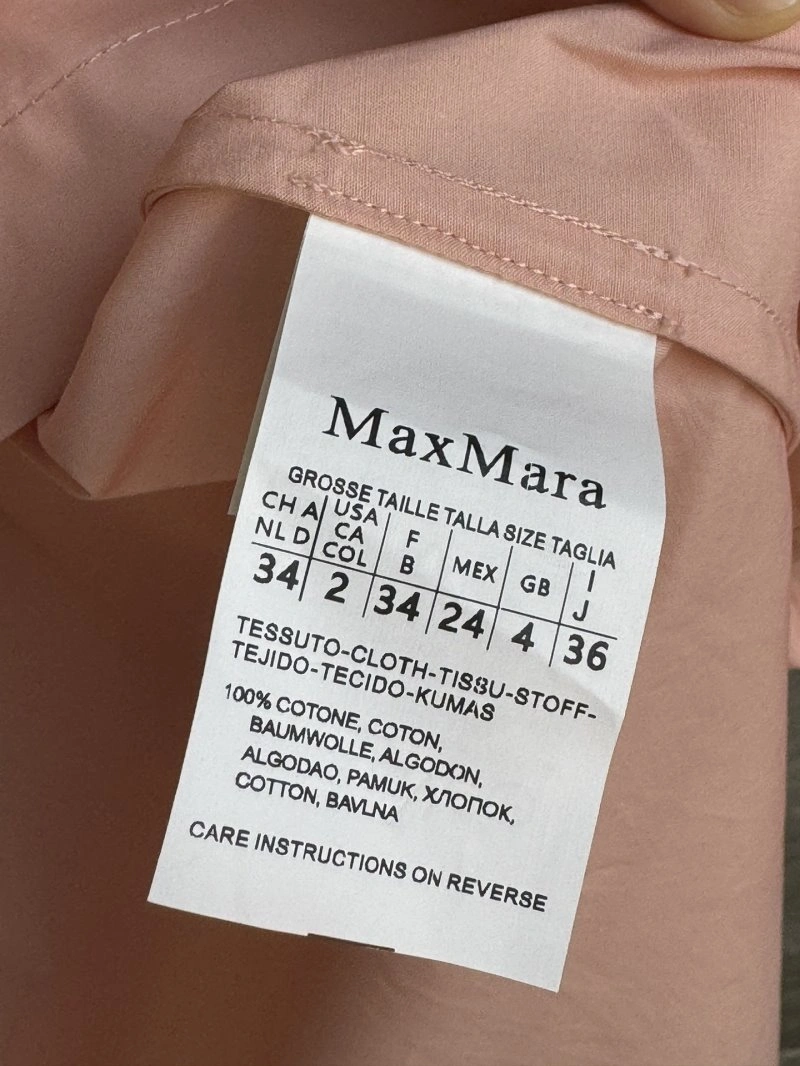 MaxMara
GROSSE TAILLE TALLA SIZE TAGLIA
CH A USA F MEX GB I
NL D CA B J
COL
34 2 34 24 4 36
TESSUTO-CLOTH-TISSU-STOFF-
TEJIDO-TECIDO-KUMAS
100% COTONE, COTON,
BAUMWOLLE, ALGODON,
ALGODAO, PAMUK, ХЛОПОК,
COTTON, BAVLNA
CARE INSTRUCTIONS ON REVERSE